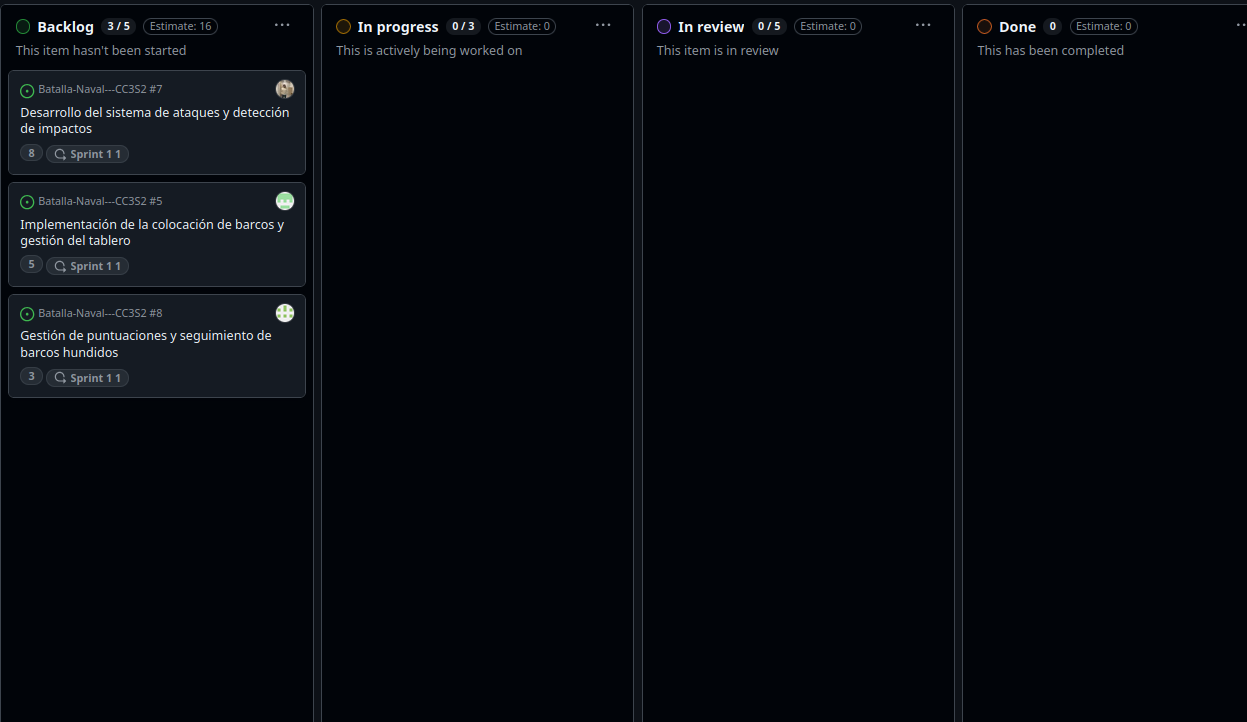 Backlog 3 / 5 Estimate: 16
This item hasn't been started
Batalla-Naval---CC3S2 #7
Desarrollo del sistema de ataques y detección
de impactos
8 Sprint 1 1
Batalla-Naval---CC3S2 #5
Implementación de la colocación de barcos y
gestión del tablero
5 Sprint 1 1
Batalla-Naval---CC3S2 #8
Gestión de puntuaciones y seguimiento de
barcos hundidos
3 Sprint 1 1
In progress 0 / 3 Estimate: 0
This is actively being worked on
In review 0 / 5 Estimate: 0
This item is in review
Done 0 Estimate: 0
This has been completed